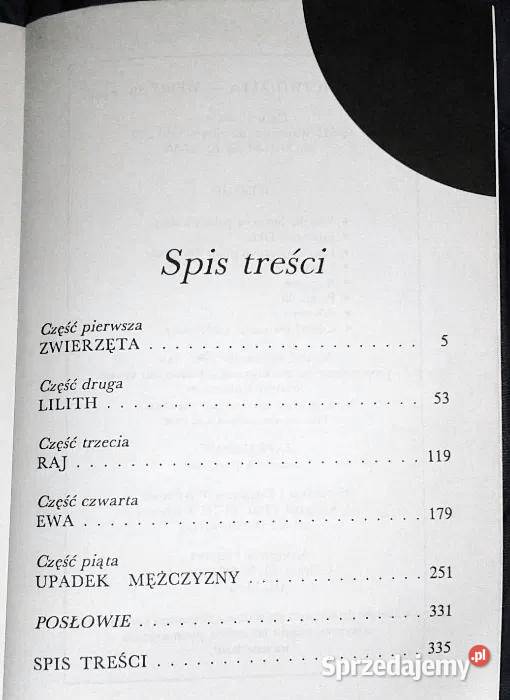 Spis treści
Część pierwsza
ZWIERZĘTA . . . . . . . . . . . . . . . . . . . . 5
Część druga
LILITH . . . . . . . . . . . . . . . . . . . . . . . 53
Część trzecia
RAJ . . . . . . . . . . . . . . . . . . . . . . . . . 119
Część czwarta
EWA . . . . . . . . . . . . . . . . . . . . . . . . 179
Część piąta
UPADEK MĘŻCZYZNY . . . . . . . . . . . . . 251
POSŁOWIE . . . . . . . . . . . . . . . . . . . . . 331
SPIS TREŚCI . . . . . . . . . . . . . . . . . . . . 335
Sprzedajemy.pl